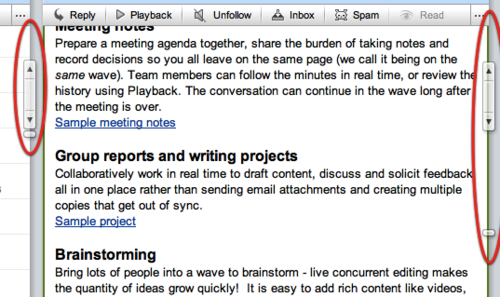 ... Reply Playback Unfollow Inbox Spam Read ...
Meeting notes
Prepare a meeting agenda together, share the burden of taking notes and
record decisions so you all leave on the same page (we call it being on the
same wave). Team members can follow the minutes in real time, or review the
history using Playback. The conversation can continue in the wave long after
the meeting is over.
Sample meeting notes
Group reports and writing projects
Collaboratively work in real time to draft content, discuss and solicit feedback
all in one place rather than sending email attachments and creating multiple
copies that get out of sync.
Sample project
Brainstorming
Bring lots of people into a wave to brainstorm - live concurrent editing makes
the quantity of ideas grow quickly! It is easy to add rich content like videos,